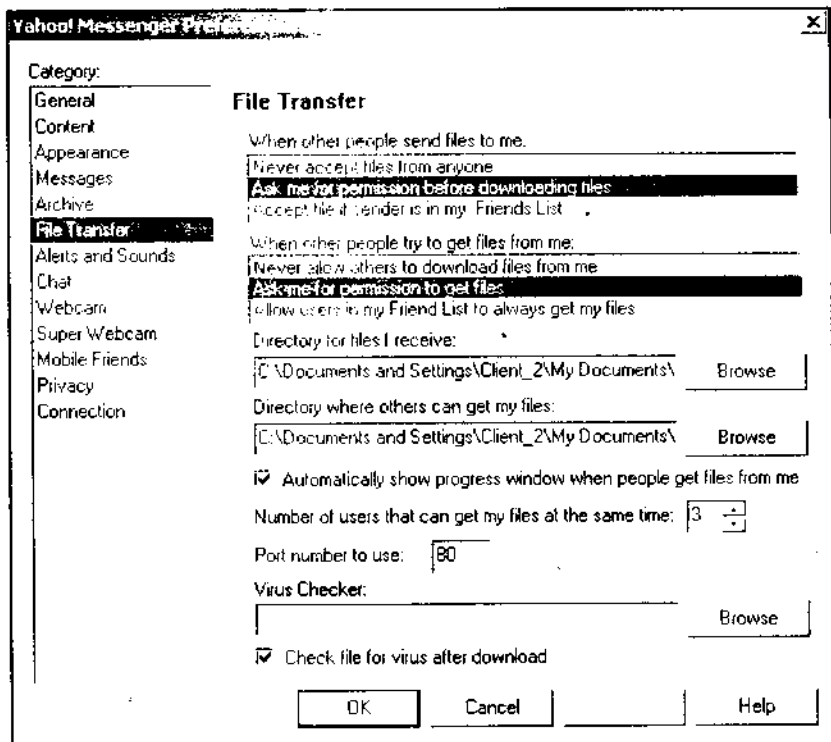 Yahoo! Messenger
Category:
General
Content
Appearance
Messages
Archive
File Transfer
Alerts and Sounds
Chat
Webcam
Super Webcam
Mobile Friends
Privacy
Connection
File Transfer
When other people send files to me.
Never accept files from anyone
Ask me for permission before downloading files
Accept file if sender is in my Friends List
When other people try to get files from me:
Never allow others to download files from me
Ask me for permission to get files
Allow users in my Friend List to always get my files
Directory for files I receive:
C:\Documents and Settings\Client_2\My Documents\ Browse
Directory where others can get my files:
C:\Documents and Settings\Client_2\My Documents\ Browse
Automatically show progress window when people get files from me
Number of users that can get my files at the same time: 3
Port number to use: 80
Virus Checker:
Browse
Check file for virus after download
OK Cancel Help